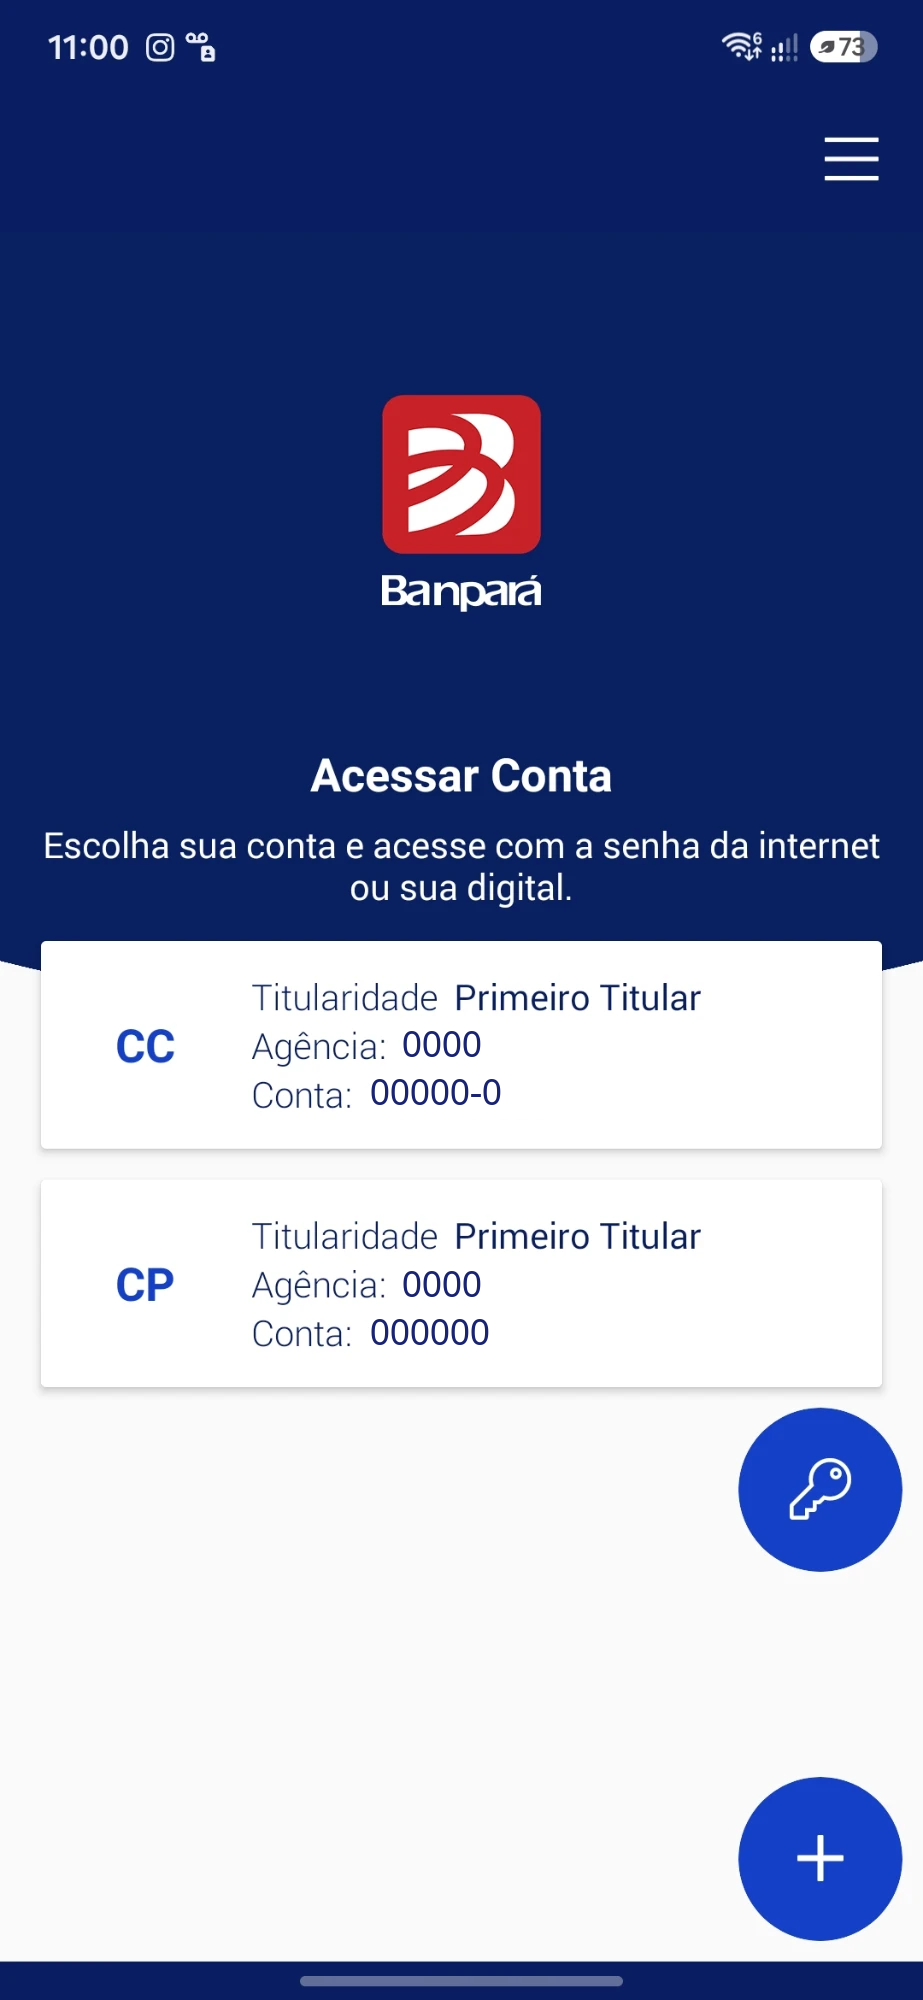 11:00
6
73
Banpará
Acessar Conta
Escolha sua conta e acesse com a senha da internet
ou sua digital.
Titularidade Primeiro Titular
CC
Agência: 0000
Conta: 00000-0
Titularidade Primeiro Titular
CP
Agência: 0000
Conta: 000000